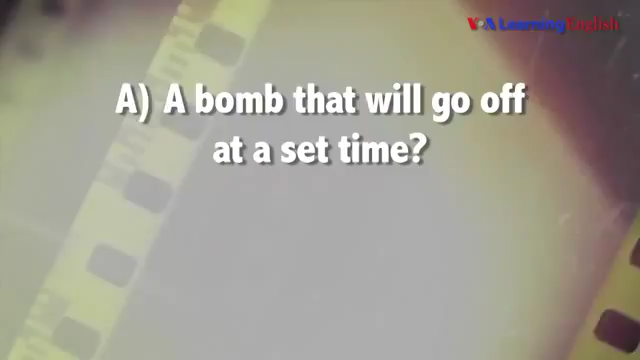 VOA Learning English
A) A bomb that will go off
at a set time?